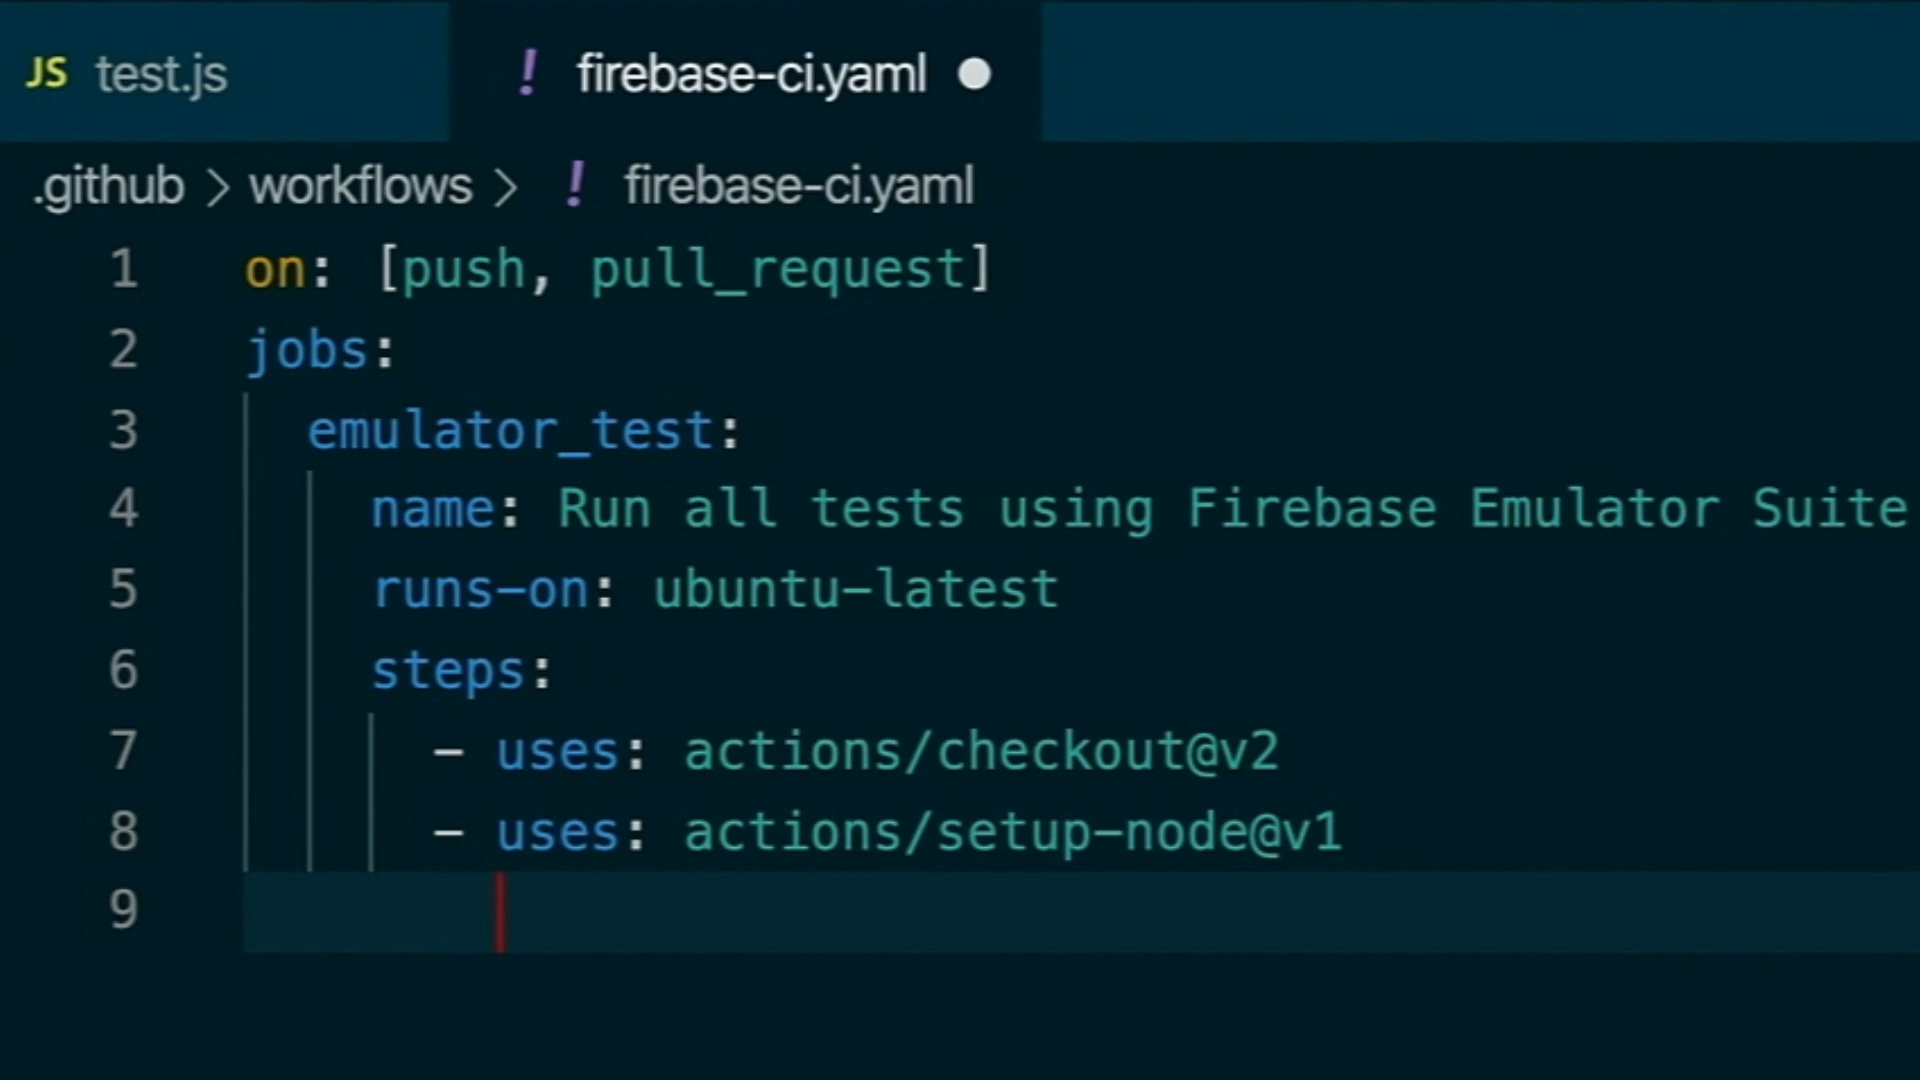 JS test.js ! firebase-ci.yaml
.github > workflows > ! firebase-ci.yaml
1 on: [push, pull_request]
2 jobs:
3 emulator_test:
4 name: Run all tests using Firebase Emulator Suite
5 runs-on: ubuntu-latest
6 steps:
7 - uses: actions/checkout@v2
8 - uses: actions/setup-node@v1
9